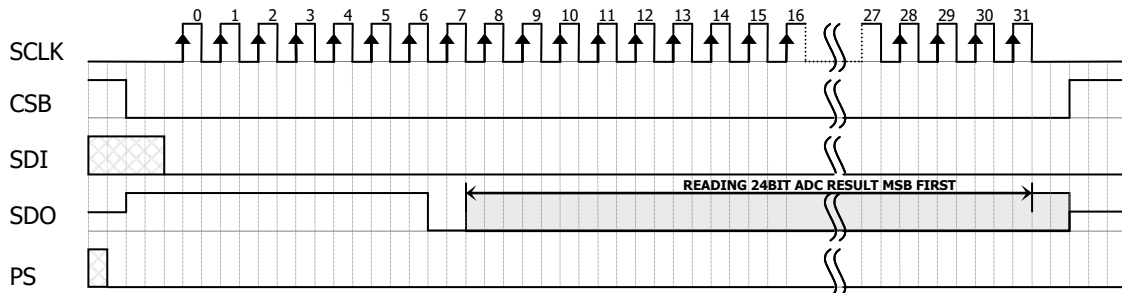 0 1 2 3 4 5 6 7 8 9 10 11 12 13 14 15 16 27 28 29 30 31
SCLK
CSB
SDI
READING 24BIT ADC RESULT MSB FIRST
SDO
PS